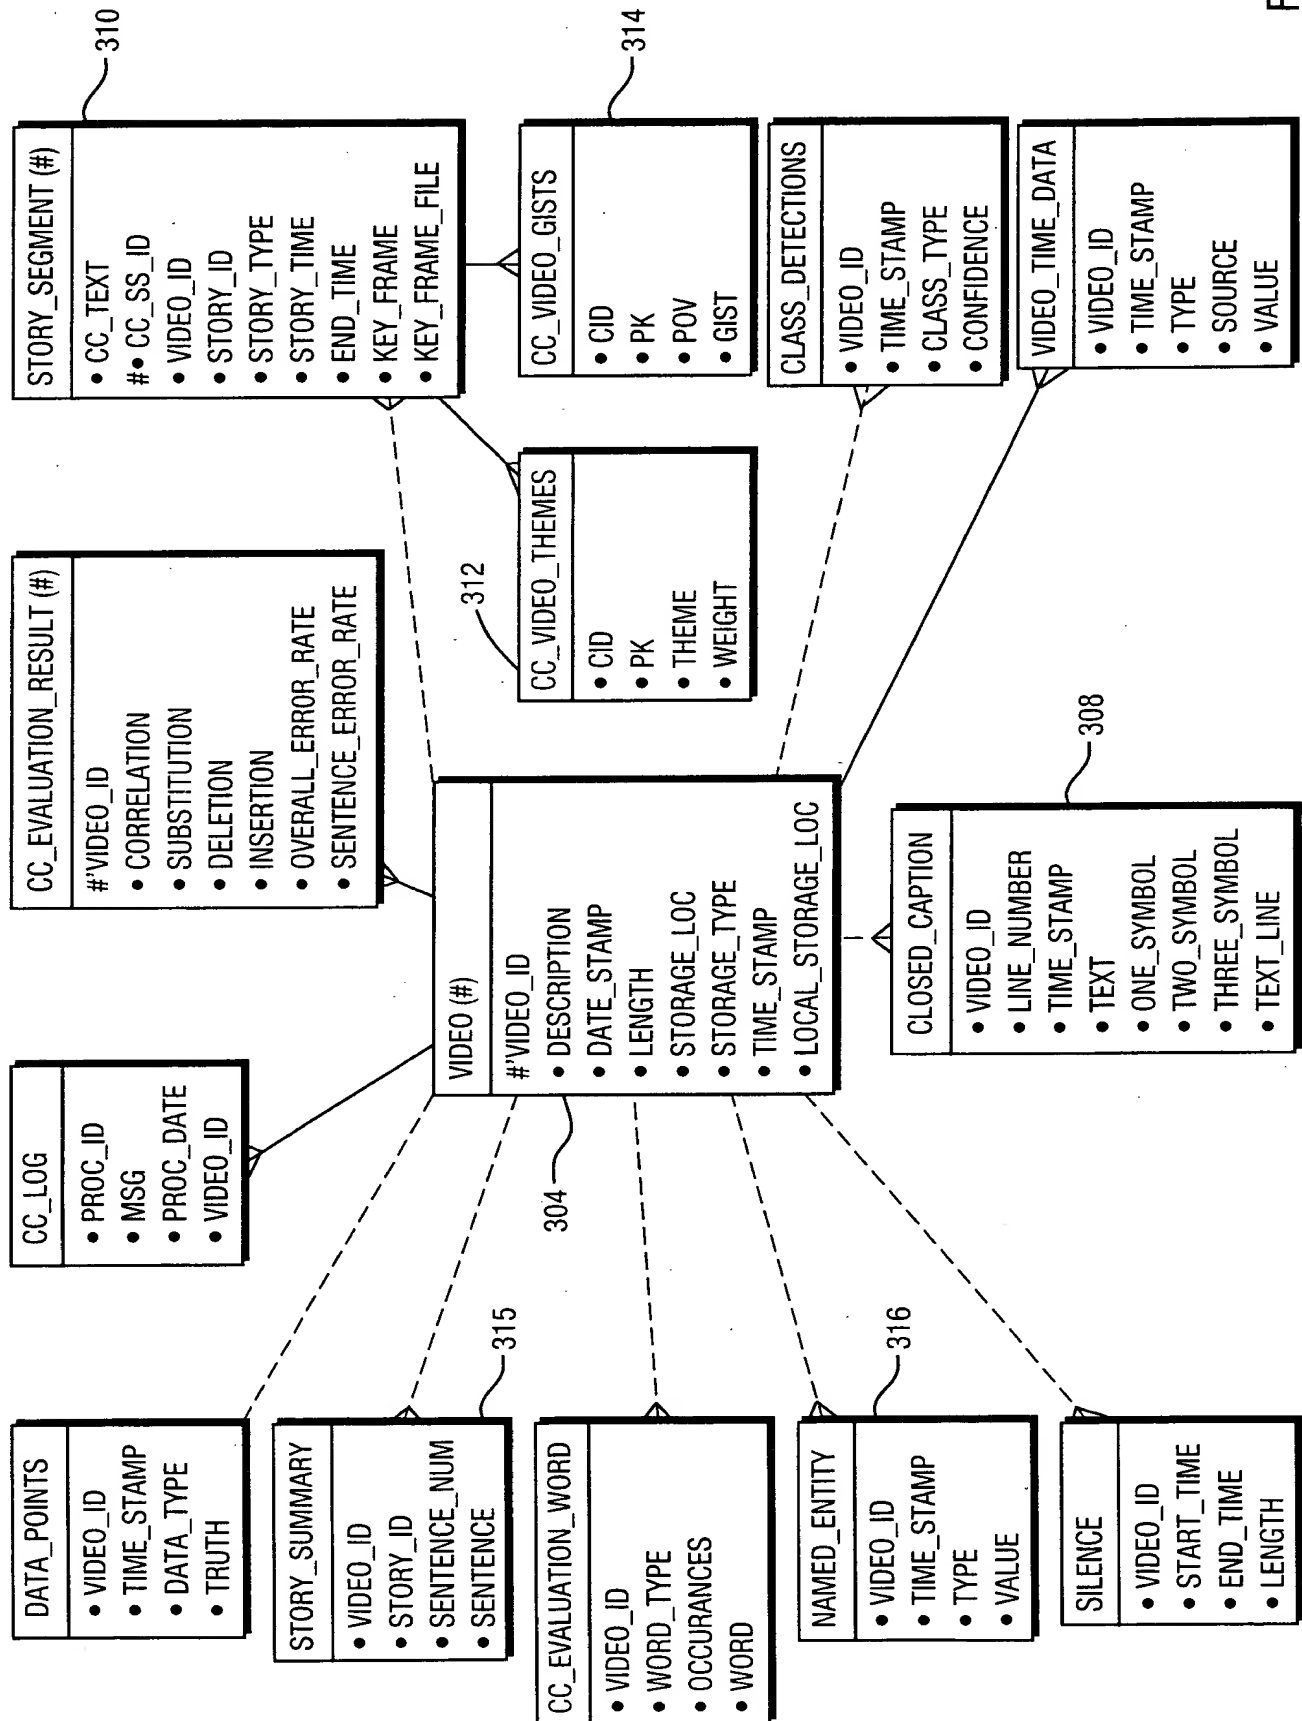 DATA_POINTS
• VIDEO_ID
• TIME_STAMP
• DATA_TYPE
• TRUTH
CC_LOG
• PROC_ID
• MSG
• PROC_DATE
• VIDEO_ID
CC_EVALUATION_RESULT (#)
#'VIDEO_ID
• CORRELATION
• SUBSTITUTION
• DELETION
• INSERTION
• OVERALL_ERROR_RATE
• SENTENCE_ERROR_RATE
STORY_SEGMENT (#)
• CC_TEXT
#• CC_SS_ID
• VIDEO_ID
• STORY_ID
• STORY_TYPE
• STORY_TIME
• END_TIME
• KEY_FRAME
• KEY_FRAME_FILE
310
STORY_SUMMARY
• VIDEO_ID
• STORY_ID
• SENTENCE_NUM
• SENTENCE
315
VIDEO (#)
#'VIDEO_ID
• DESCRIPTION
• DATE_STAMP
• LENGTH
• STORAGE_LOC
• STORAGE_TYPE
• TIME_STAMP
• LOCAL_STORAGE_LOC
304
CC_VIDEO_THEMES
• CID
• PK
• THEME
• WEIGHT
312
CC_VIDEO_GISTS
• CID
• PK
• POV
• GIST
314
CC_EVALUATION_WORD
• VIDEO_ID
• WORD_TYPE
• OCCURANCES
• WORD
NAMED_ENTITY
• VIDEO_ID
• TIME_STAMP
• TYPE
• VALUE
316
CLASS_DETECTIONS
• VIDEO_ID
• TIME_STAMP
• CLASS_TYPE
• CONFIDENCE
SILENCE
• VIDEO_ID
• START_TIME
• END_TIME
• LENGTH
CLOSED_CAPTION
• VIDEO_ID
• LINE_NUMBER
• TIME_STAMP
• TEXT
• ONE_SYMBOL
• TWO_SYMBOL
• THREE_SYMBOL
• TEXT_LINE
308
VIDEO_TIME_DATA
• VIDEO_ID
• TIME_STAMP
• TYPE
• SOURCE
• VALUE